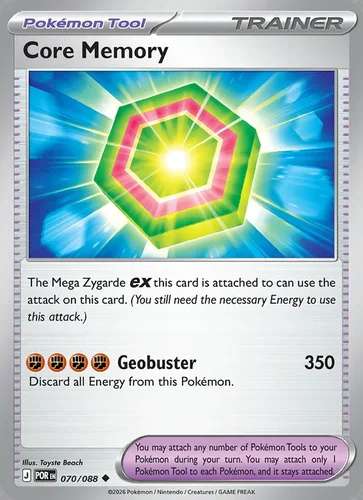 Pokémon Tool TRAINER
Core Memory
The Mega Zygarde ex this card is attached to can use the
attack on this card. (You still need the necessary Energy to use
this attack.)
Geobuster 350
Discard all Energy from this Pokémon.
You may attach any number of Pokémon Tools to your
Pokémon during your turn. You may attach only 1
Pokémon Tool to each Pokémon, and it stays attached.
Illus. Toyste Beach
J POR EN 070/088
©2026 Pokémon / Nintendo / Creatures / GAME FREAK